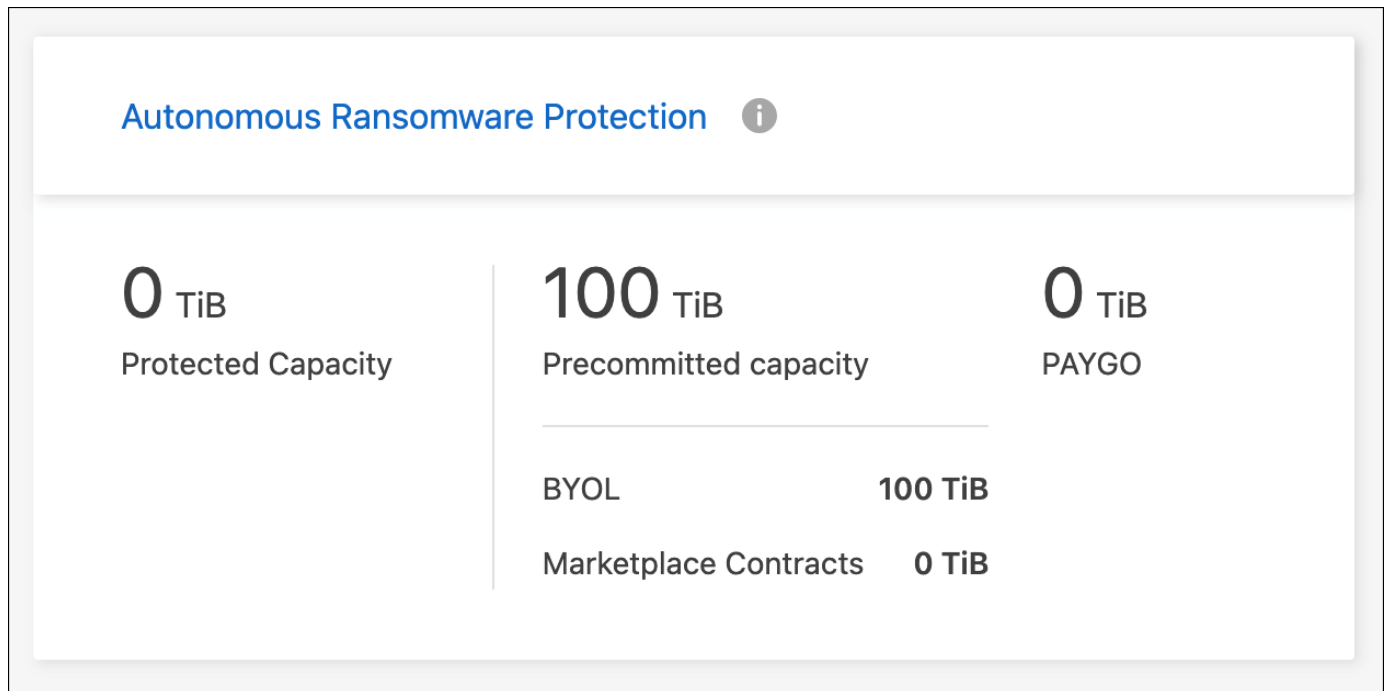 Autonomous Ransomware Protection
0 TiB
Protected Capacity
100 TiB
Precommitted capacity
BYOL 100 TiB
Marketplace Contracts 0 TiB
0 TiB
PAYGO